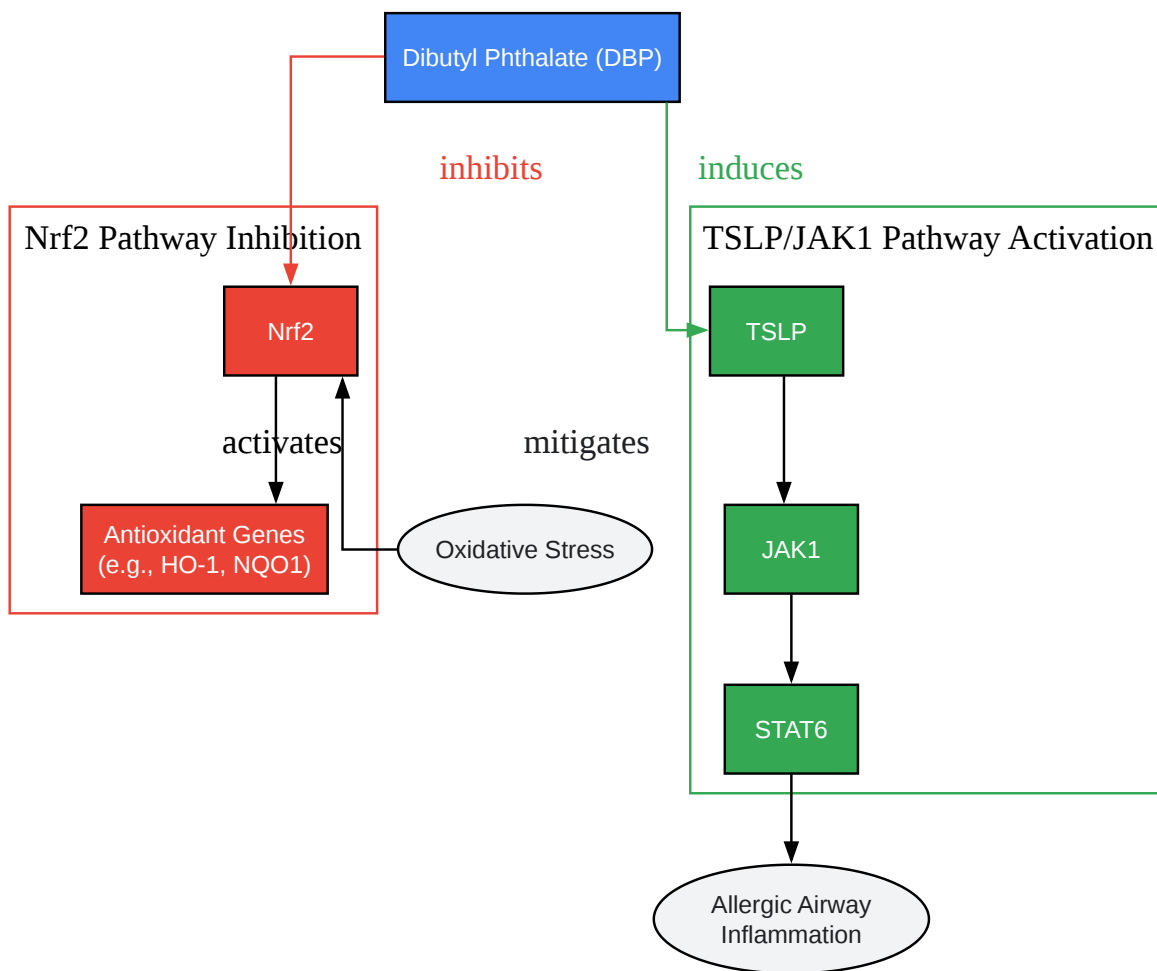 Dibutyl Phthalate (DBP)
inhibits
induces
Nrf2 Pathway Inhibition
TSLP/JAK1 Pathway Activation
Nrf2
TSLP
activates
mitigates
Antioxidant Genes
(e.g., HO-1, NQO1)
Oxidative Stress
JAK1
STAT6
Allergic Airway
Inflammation